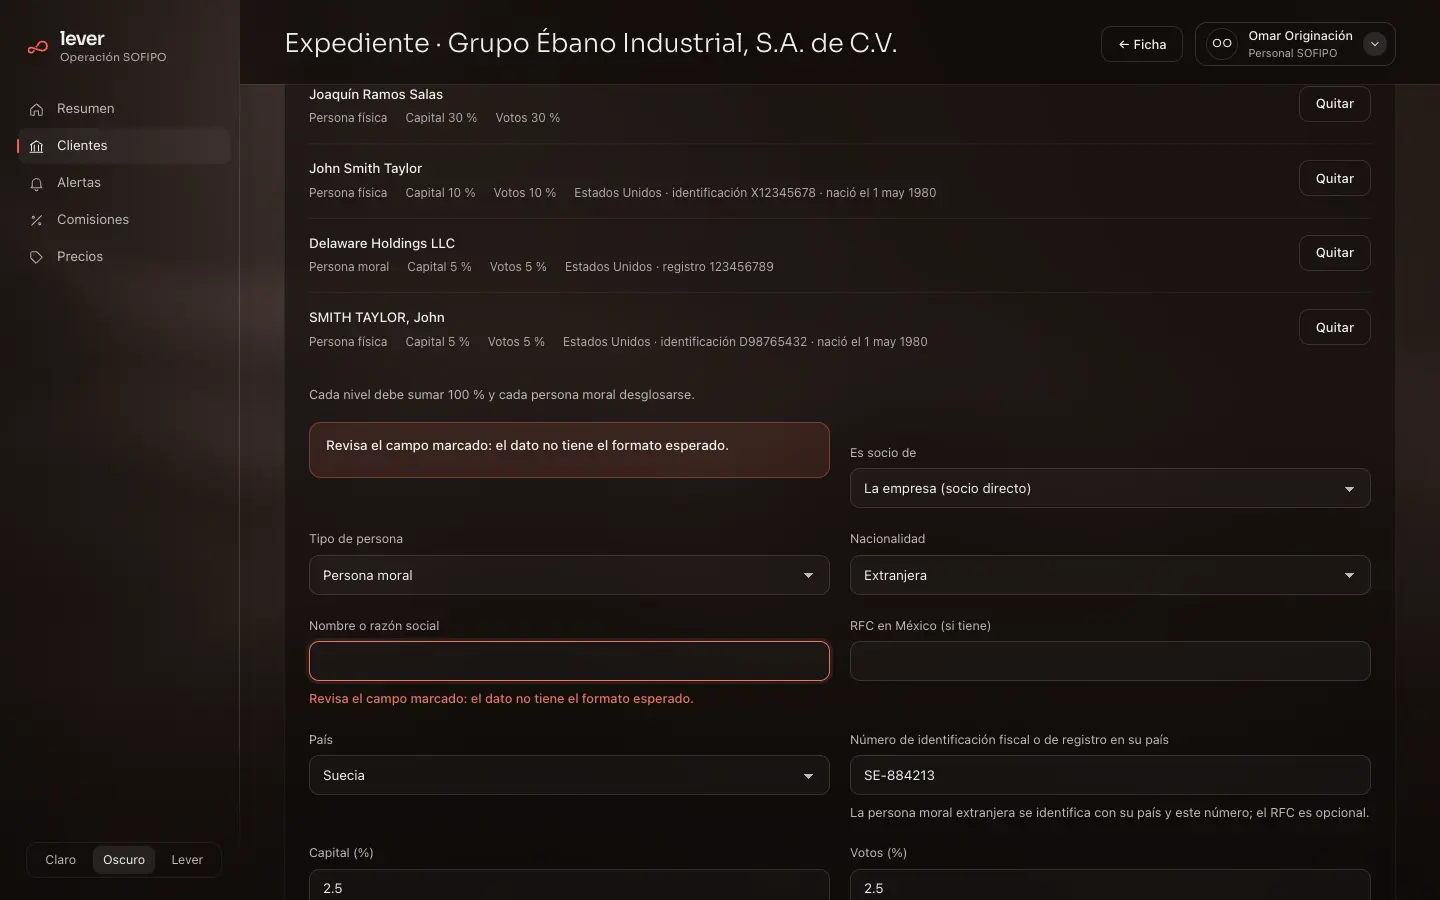 lever
Operación SOFIPO
Resumen
Clientes
Alertas
Comisiones
Precios
Claro
Oscuro
Lever
Expediente · Grupo Ébano Industrial, S.A. de C.V.
← Ficha
OO
Omar Originación
Personal SOFIPO
Joaquín Ramos Salas
Persona física Capital 30 % Votos 30 %
Quitar
John Smith Taylor
Persona física Capital 10 % Votos 10 % Estados Unidos · identificación X12345678 · nació el 1 may 1980
Quitar
Delaware Holdings LLC
Persona moral Capital 5 % Votos 5 % Estados Unidos · registro 123456789
Quitar
SMITH TAYLOR, John
Persona física Capital 5 % Votos 5 % Estados Unidos · identificación D98765432 · nació el 1 may 1980
Quitar
Cada nivel debe sumar 100 % y cada persona moral desglosarse.
Revisa el campo marcado: el dato no tiene el formato esperado.
Es socio de
La empresa (socio directo)
Tipo de persona
Persona moral
Nacionalidad
Extranjera
Nombre o razón social
Revisa el campo marcado: el dato no tiene el formato esperado.
RFC en México (si tiene)
País
Suecia
Número de identificación fiscal o de registro en su país
SE-884213
La persona moral extranjera se identifica con su país y este número; el RFC es opcional.
Capital (%)
2.5
Votos (%)
2.5